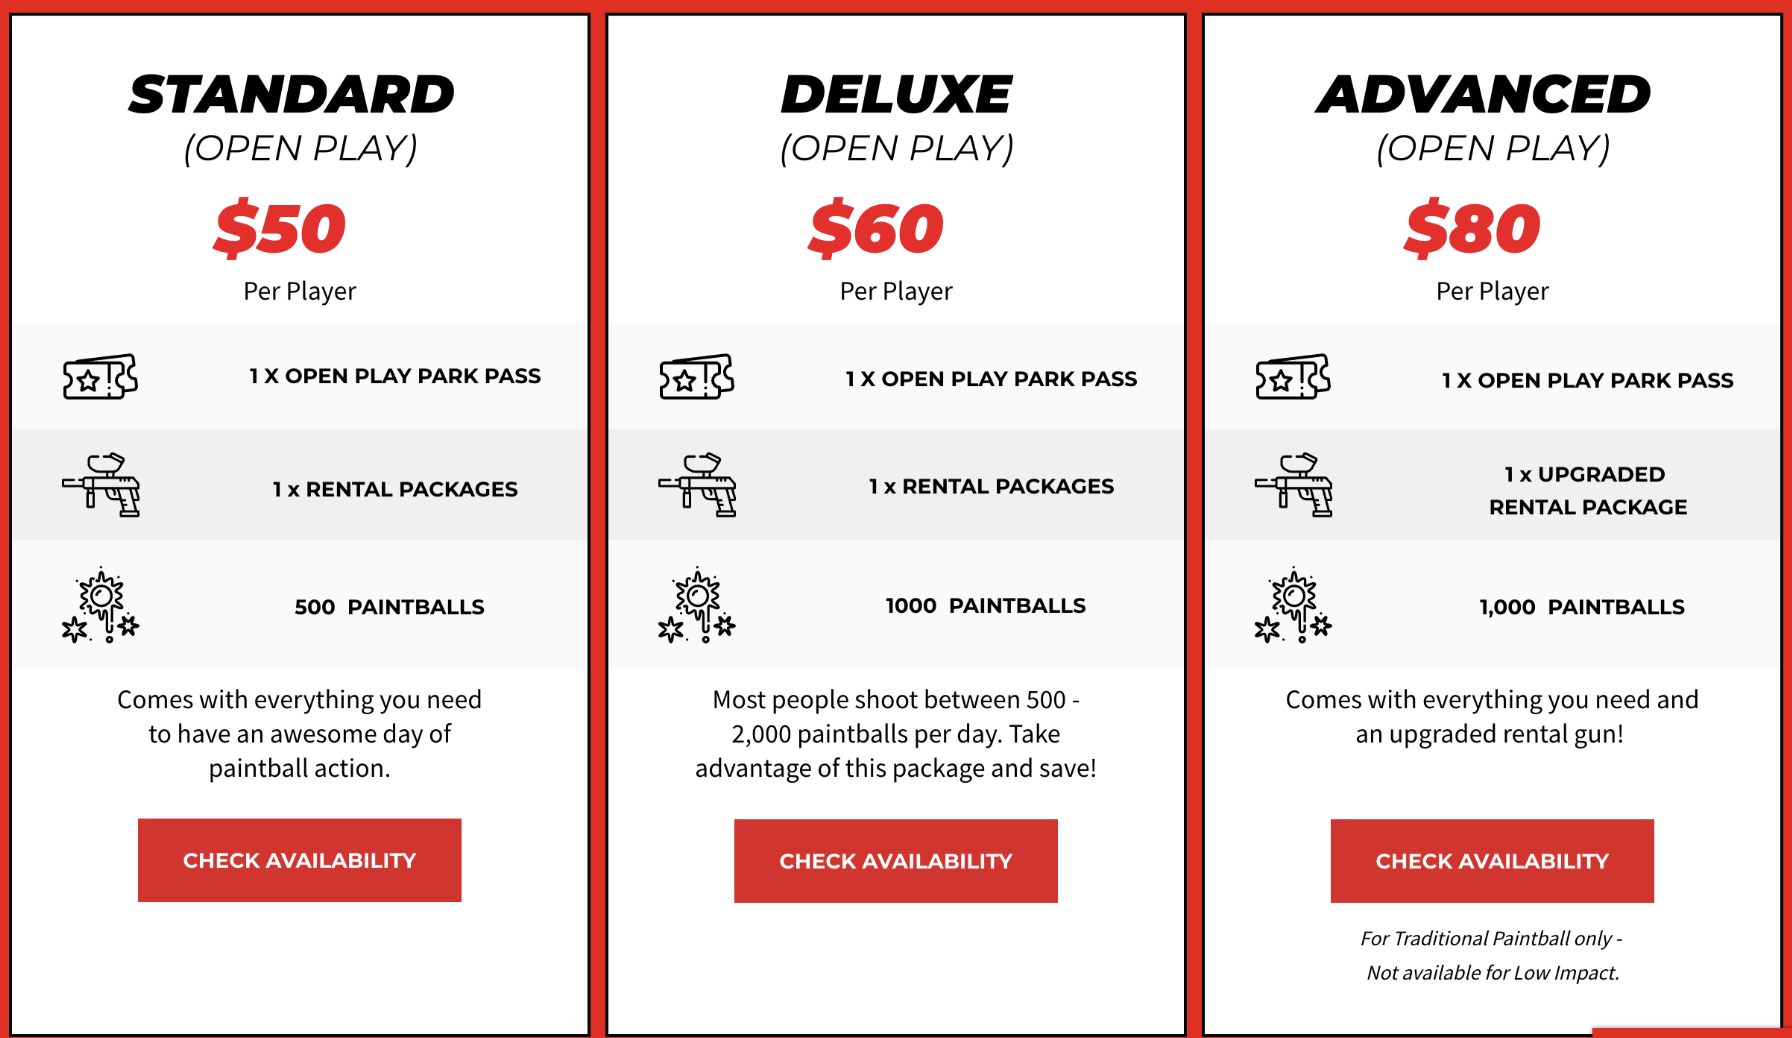 STANDARD
(OPEN PLAY)
$50
Per Player
1 X OPEN PLAY PARK PASS
1 x RENTAL PACKAGES
500 PAINTBALLS
Comes with everything you need
to have an awesome day of
paintball action.
CHECK AVAILABILITY
DELUXE
(OPEN PLAY)
$60
Per Player
1 X OPEN PLAY PARK PASS
1 x RENTAL PACKAGES
1000 PAINTBALLS
Most people shoot between 500 -
2,000 paintballs per day. Take
advantage of this package and save!
CHECK AVAILABILITY
ADVANCED
(OPEN PLAY)
$80
Per Player
1 X OPEN PLAY PARK PASS
1 x UPGRADED
RENTAL PACKAGE
1,000 PAINTBALLS
Comes with everything you need and
an upgraded rental gun!
CHECK AVAILABILITY
For Traditional Paintball only -
Not available for Low Impact.